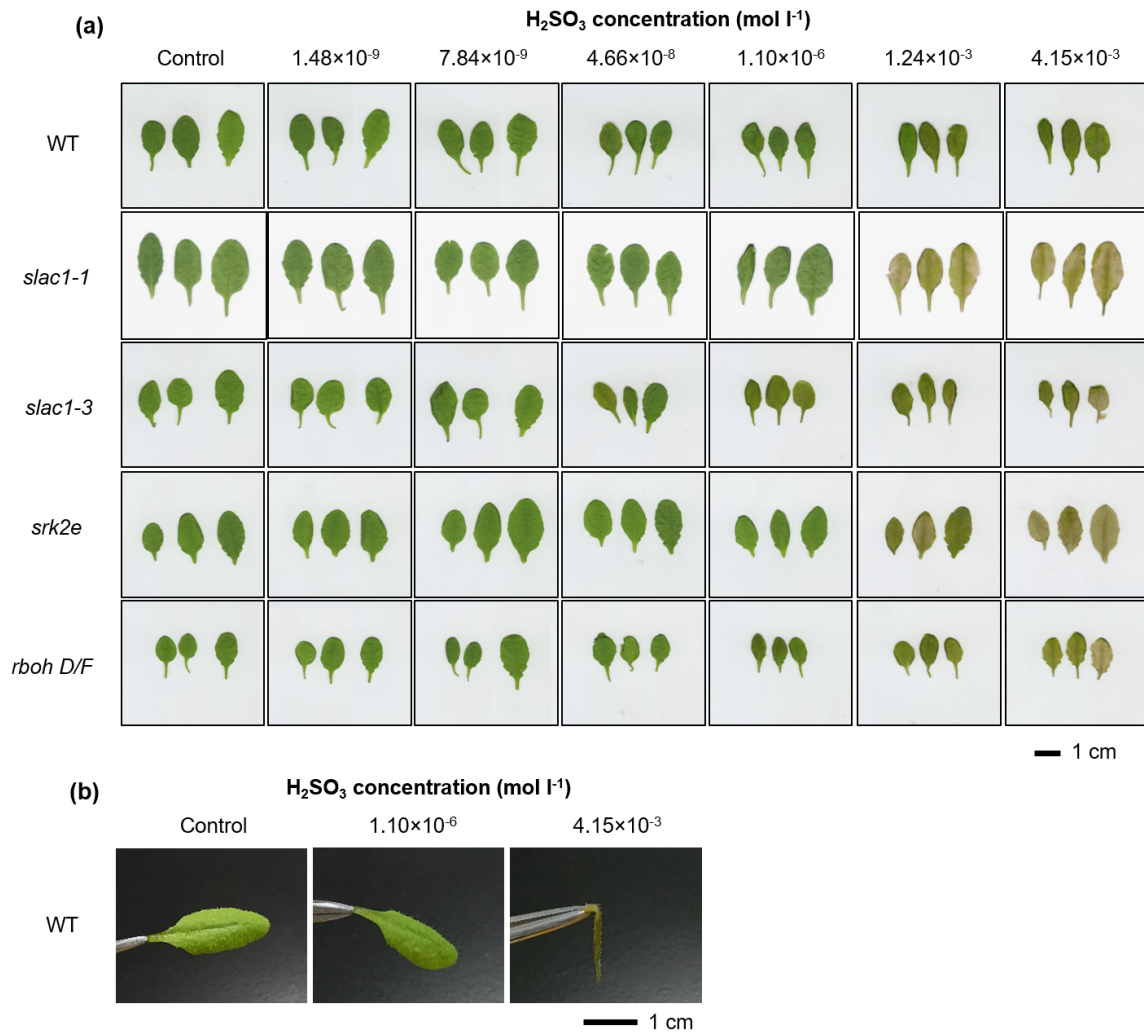 (a)
H₂SO₃ concentration (mol l⁻¹)
Control 1.48×10⁻⁹ 7.84×10⁻⁹ 4.66×10⁻⁸ 1.10×10⁻⁶ 1.24×10⁻³ 4.15×10⁻³
WT
slac1-1
slac1-3
srk2e
rboh D/F
1 cm
(b)
H₂SO₃ concentration (mol l⁻¹)
Control 1.10×10⁻⁶ 4.15×10⁻³
WT
1 cm